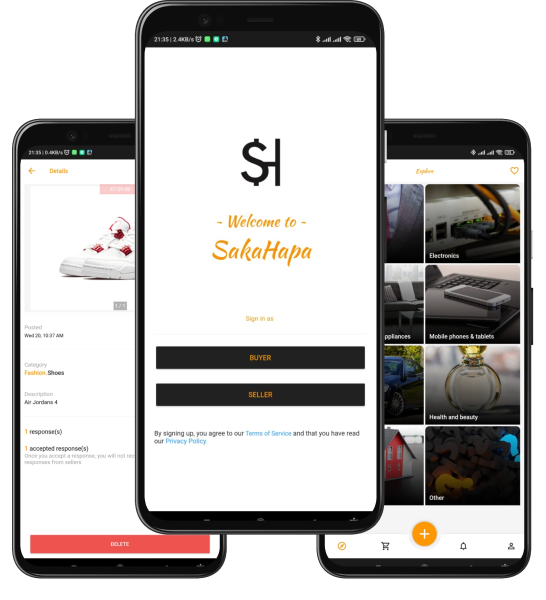 21:35 | 0.4KB/s
Details
1 / 1
Posted
Wed 20, 10:37 AM
Category
Fashion, Shoes
Description
Air Jordans 4
1 response(s)
1 accepted response(s)
Once you accept a response, you will not
responses from sellers
DELETE
21:35 | 2.4KB/s
SH
- Welcome to -
SakaHapa
Sign in as
BUYER
SELLER
By signing up, you agree to our Terms of Service and that you have read
our Privacy Policy
Explore
Electronics
ppliances
Mobile phones & tablets
Health and beauty
Other